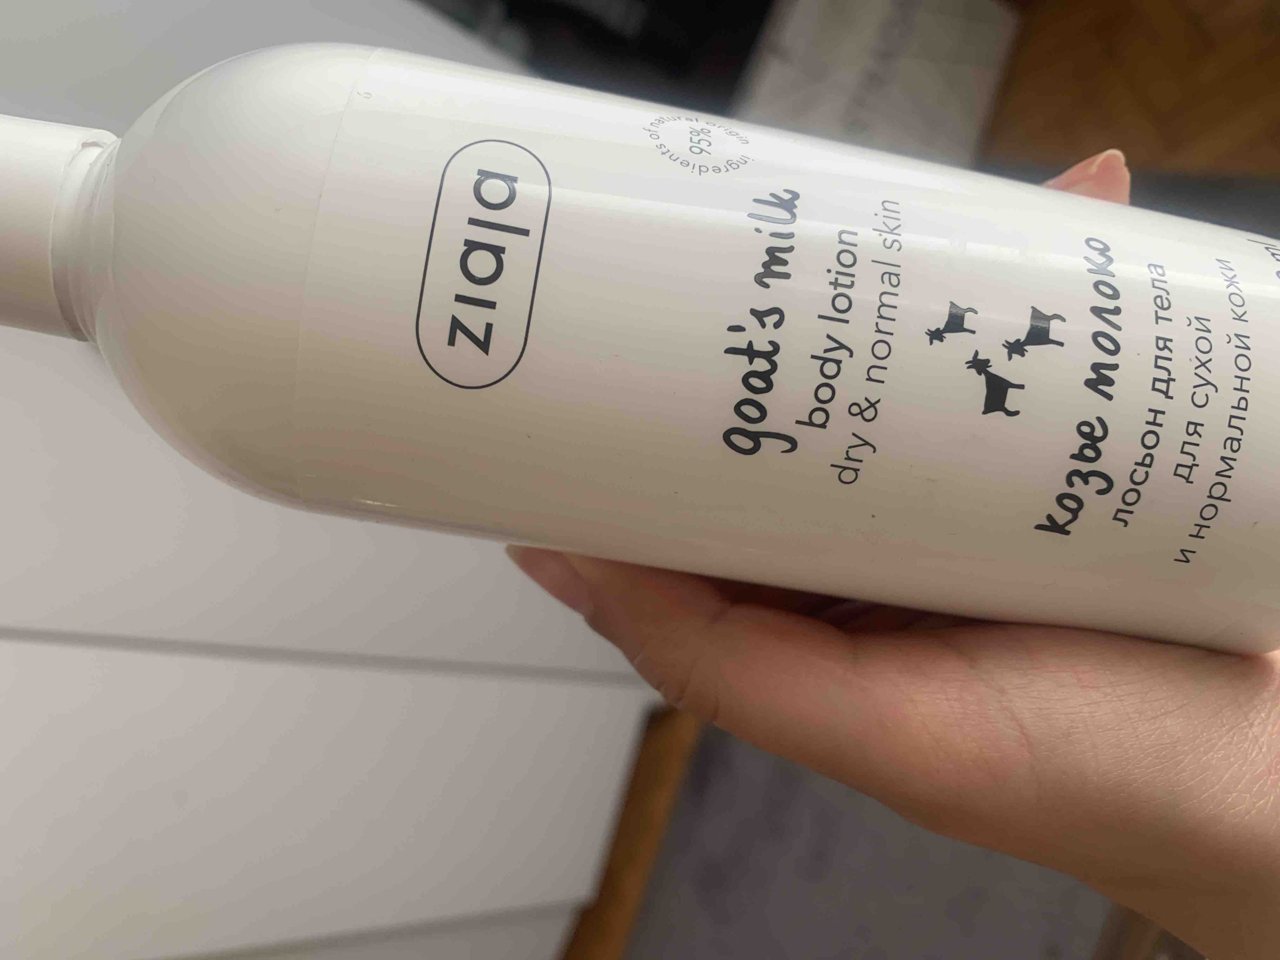 ziaja
95%
ingredients of natural origin
goat's milk
body lotion
dry & normal skin
козье молоко
лосьон для тела
для сухой
и нормальной кожи